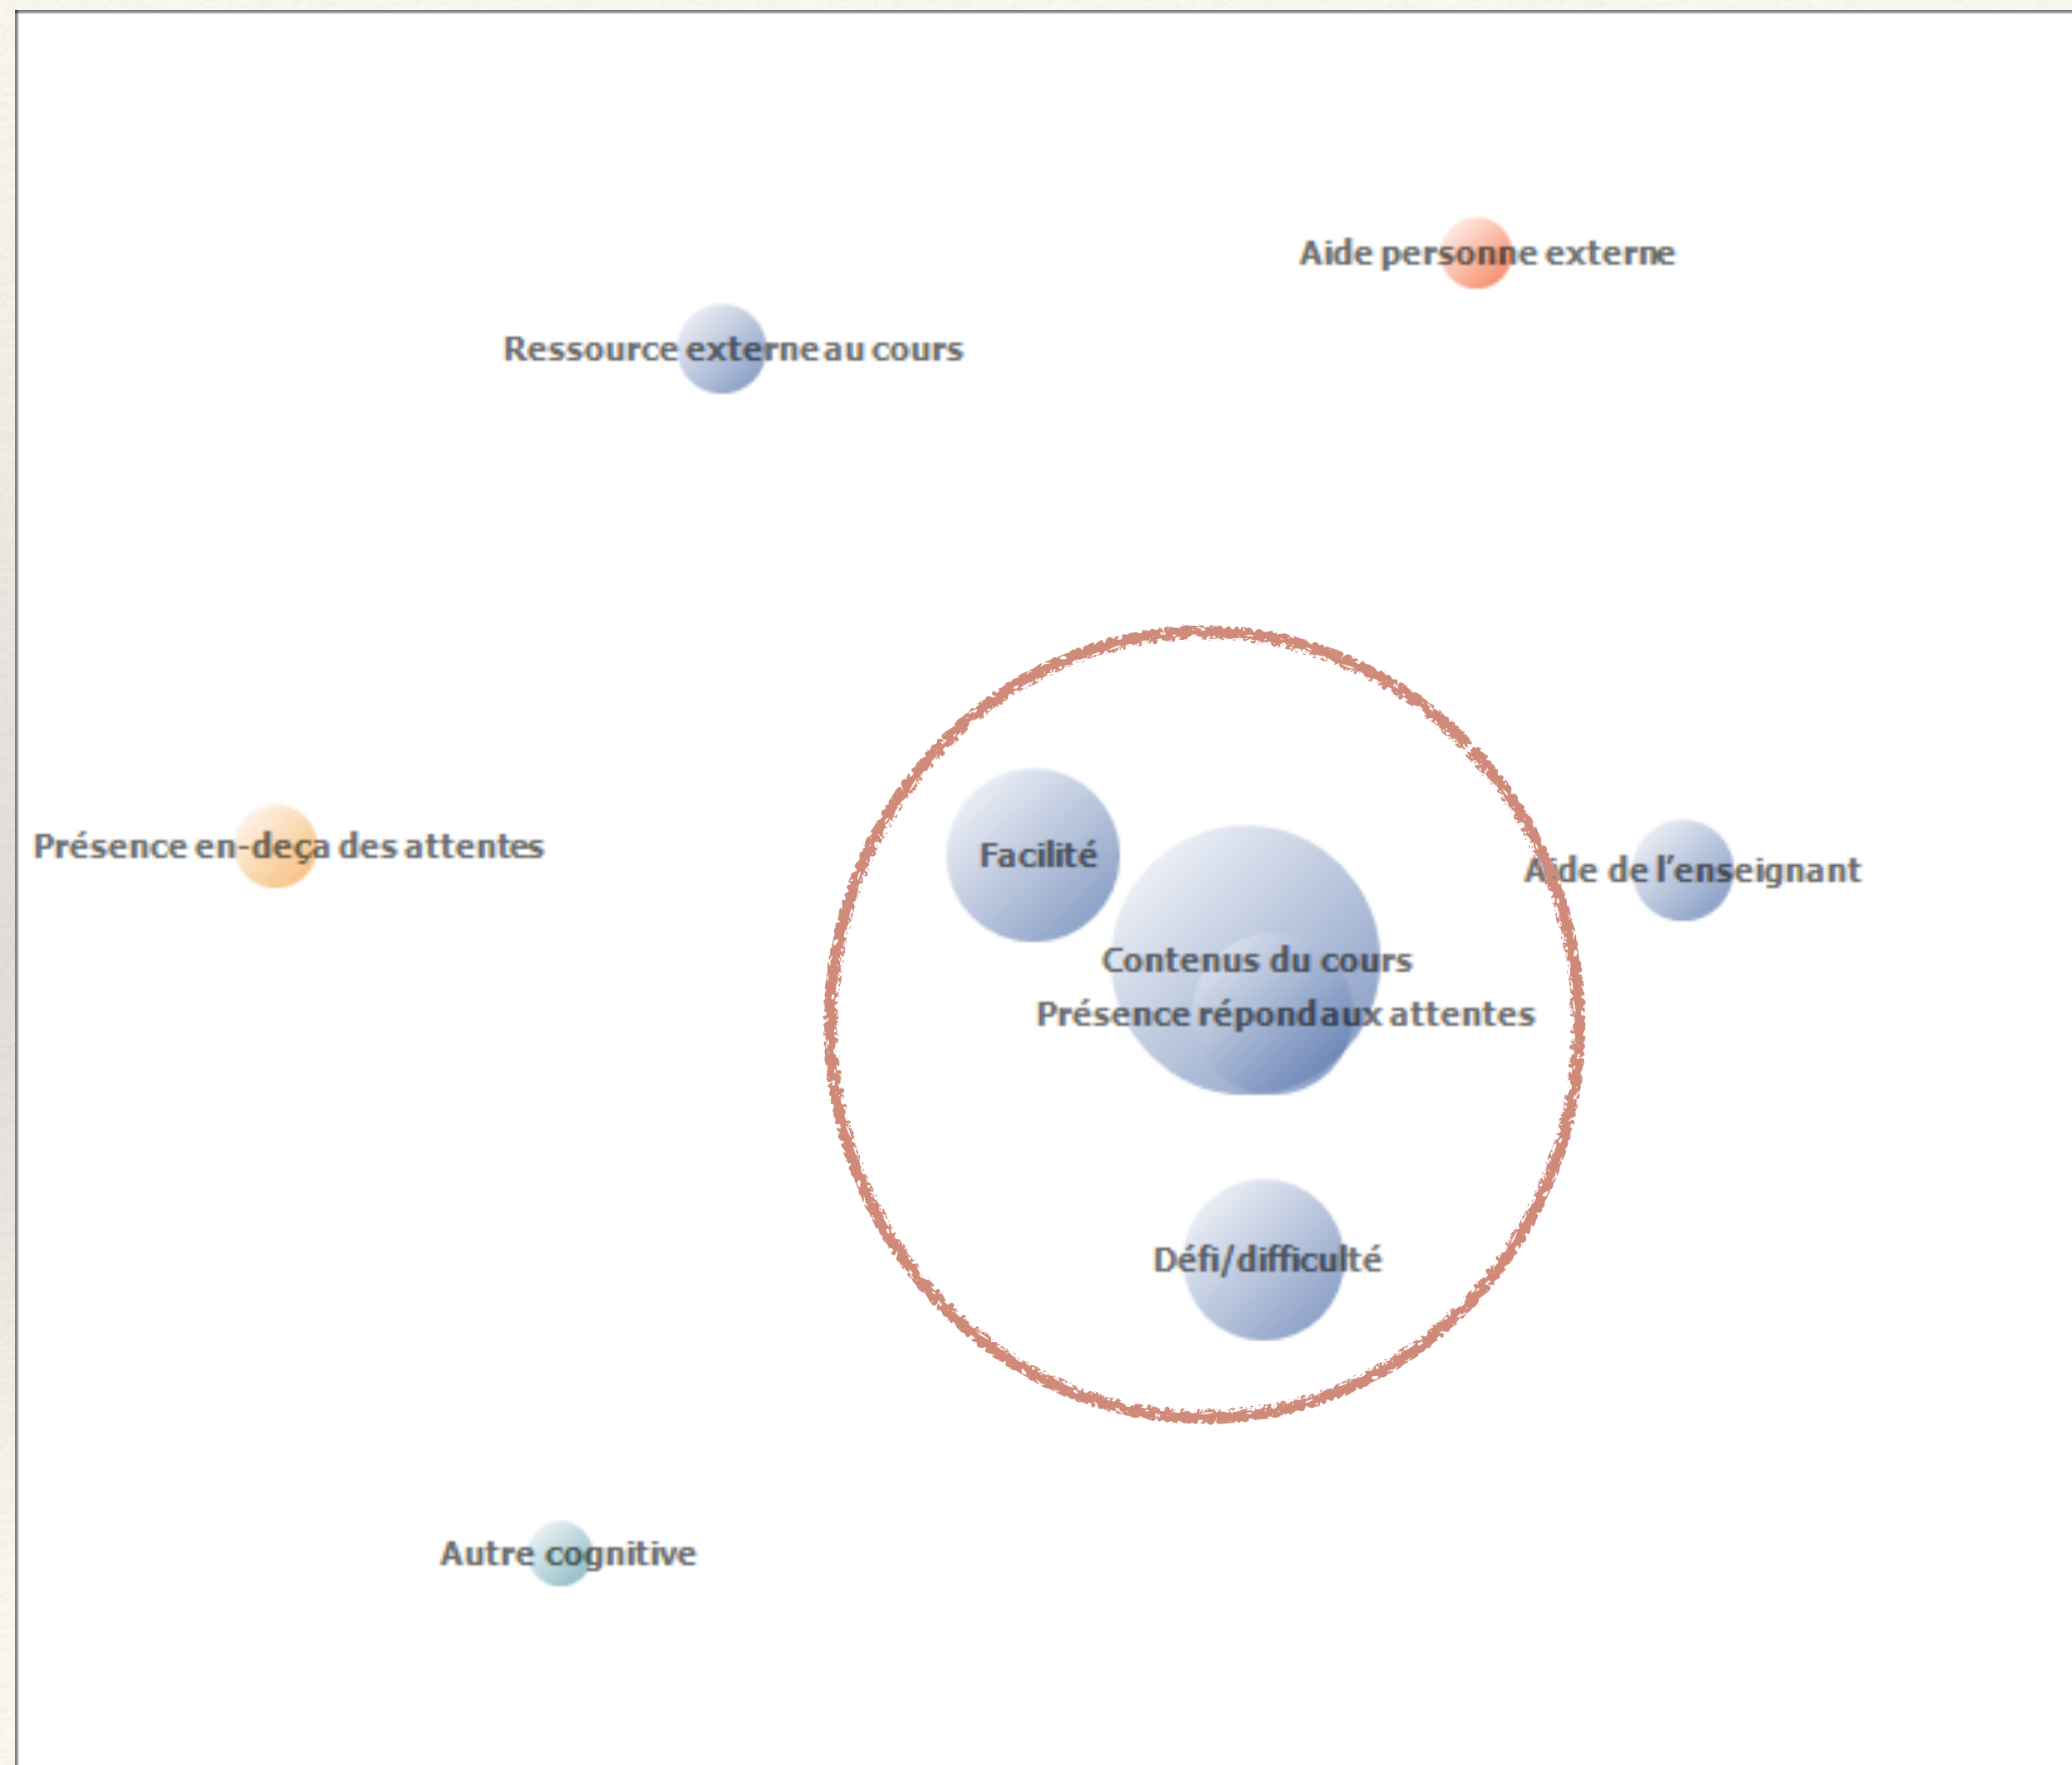 Aide personne externe
Ressource externe au cours
Présence en-deça des attentes
Facilité
Aide de l'enseignant
Contenus du cours
Présence répond aux attentes
Défi/difficulté
Autre cognitive